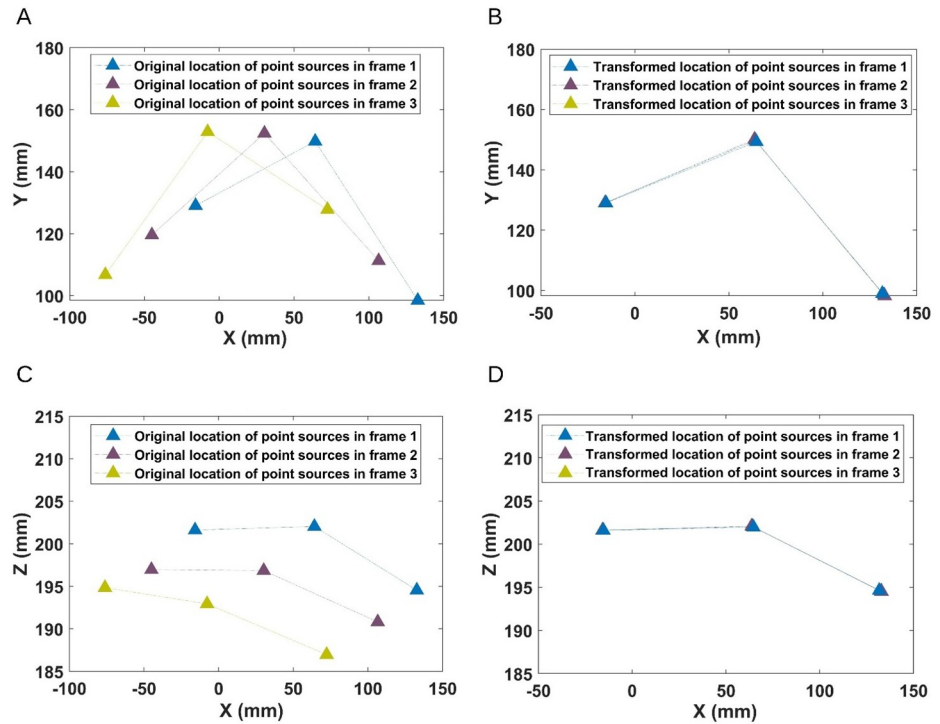 A
180
160
140
120
100
Y (mm)
Original location of point sources in frame 1
Original location of point sources in frame 2
Original location of point sources in frame 3
-100 -50 0 50 100 150
X (mm)
B
180
160
140
120
100
Y (mm)
Transformed location of point sources in frame 1
Transformed location of point sources in frame 2
Transformed location of point sources in frame 3
-50 0 50 100 150
X (mm)
C
215
210
205
200
195
190
185
Z (mm)
Original location of point sources in frame 1
Original location of point sources in frame 2
Original location of point sources in frame 3
-100 -50 0 50 100 150
X (mm)
D
215
210
205
200
195
190
185
Z (mm)
Transformed location of point sources in frame 1
Transformed location of point sources in frame 2
Transformed location of point sources in frame 3
-50 0 50 100 150
X (mm)